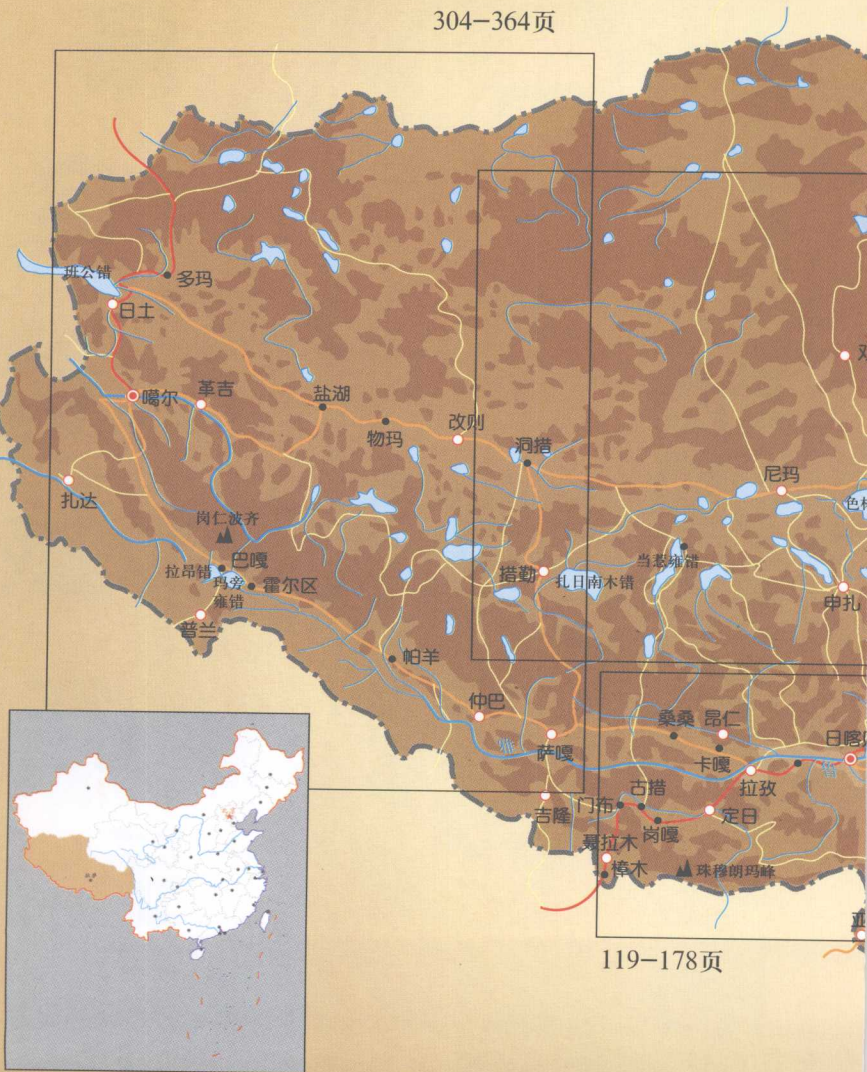 304–364页
班公错
多玛
日土
噶尔
革吉
盐湖
物玛
改则
洞措
尼玛
扎达
岗仁波齐
巴嘎
拉昂错
玛旁
雍错
霍尔区
普兰
措勤
扎日南木错
当惹雍错
申扎
帕羊
仲巴
萨嘎
桑桑
昂仁
卡嘎
拉孜
吉隆
门布
古措
岗嘎
定日
聂拉木
樟木
珠穆朗玛峰
119–178页